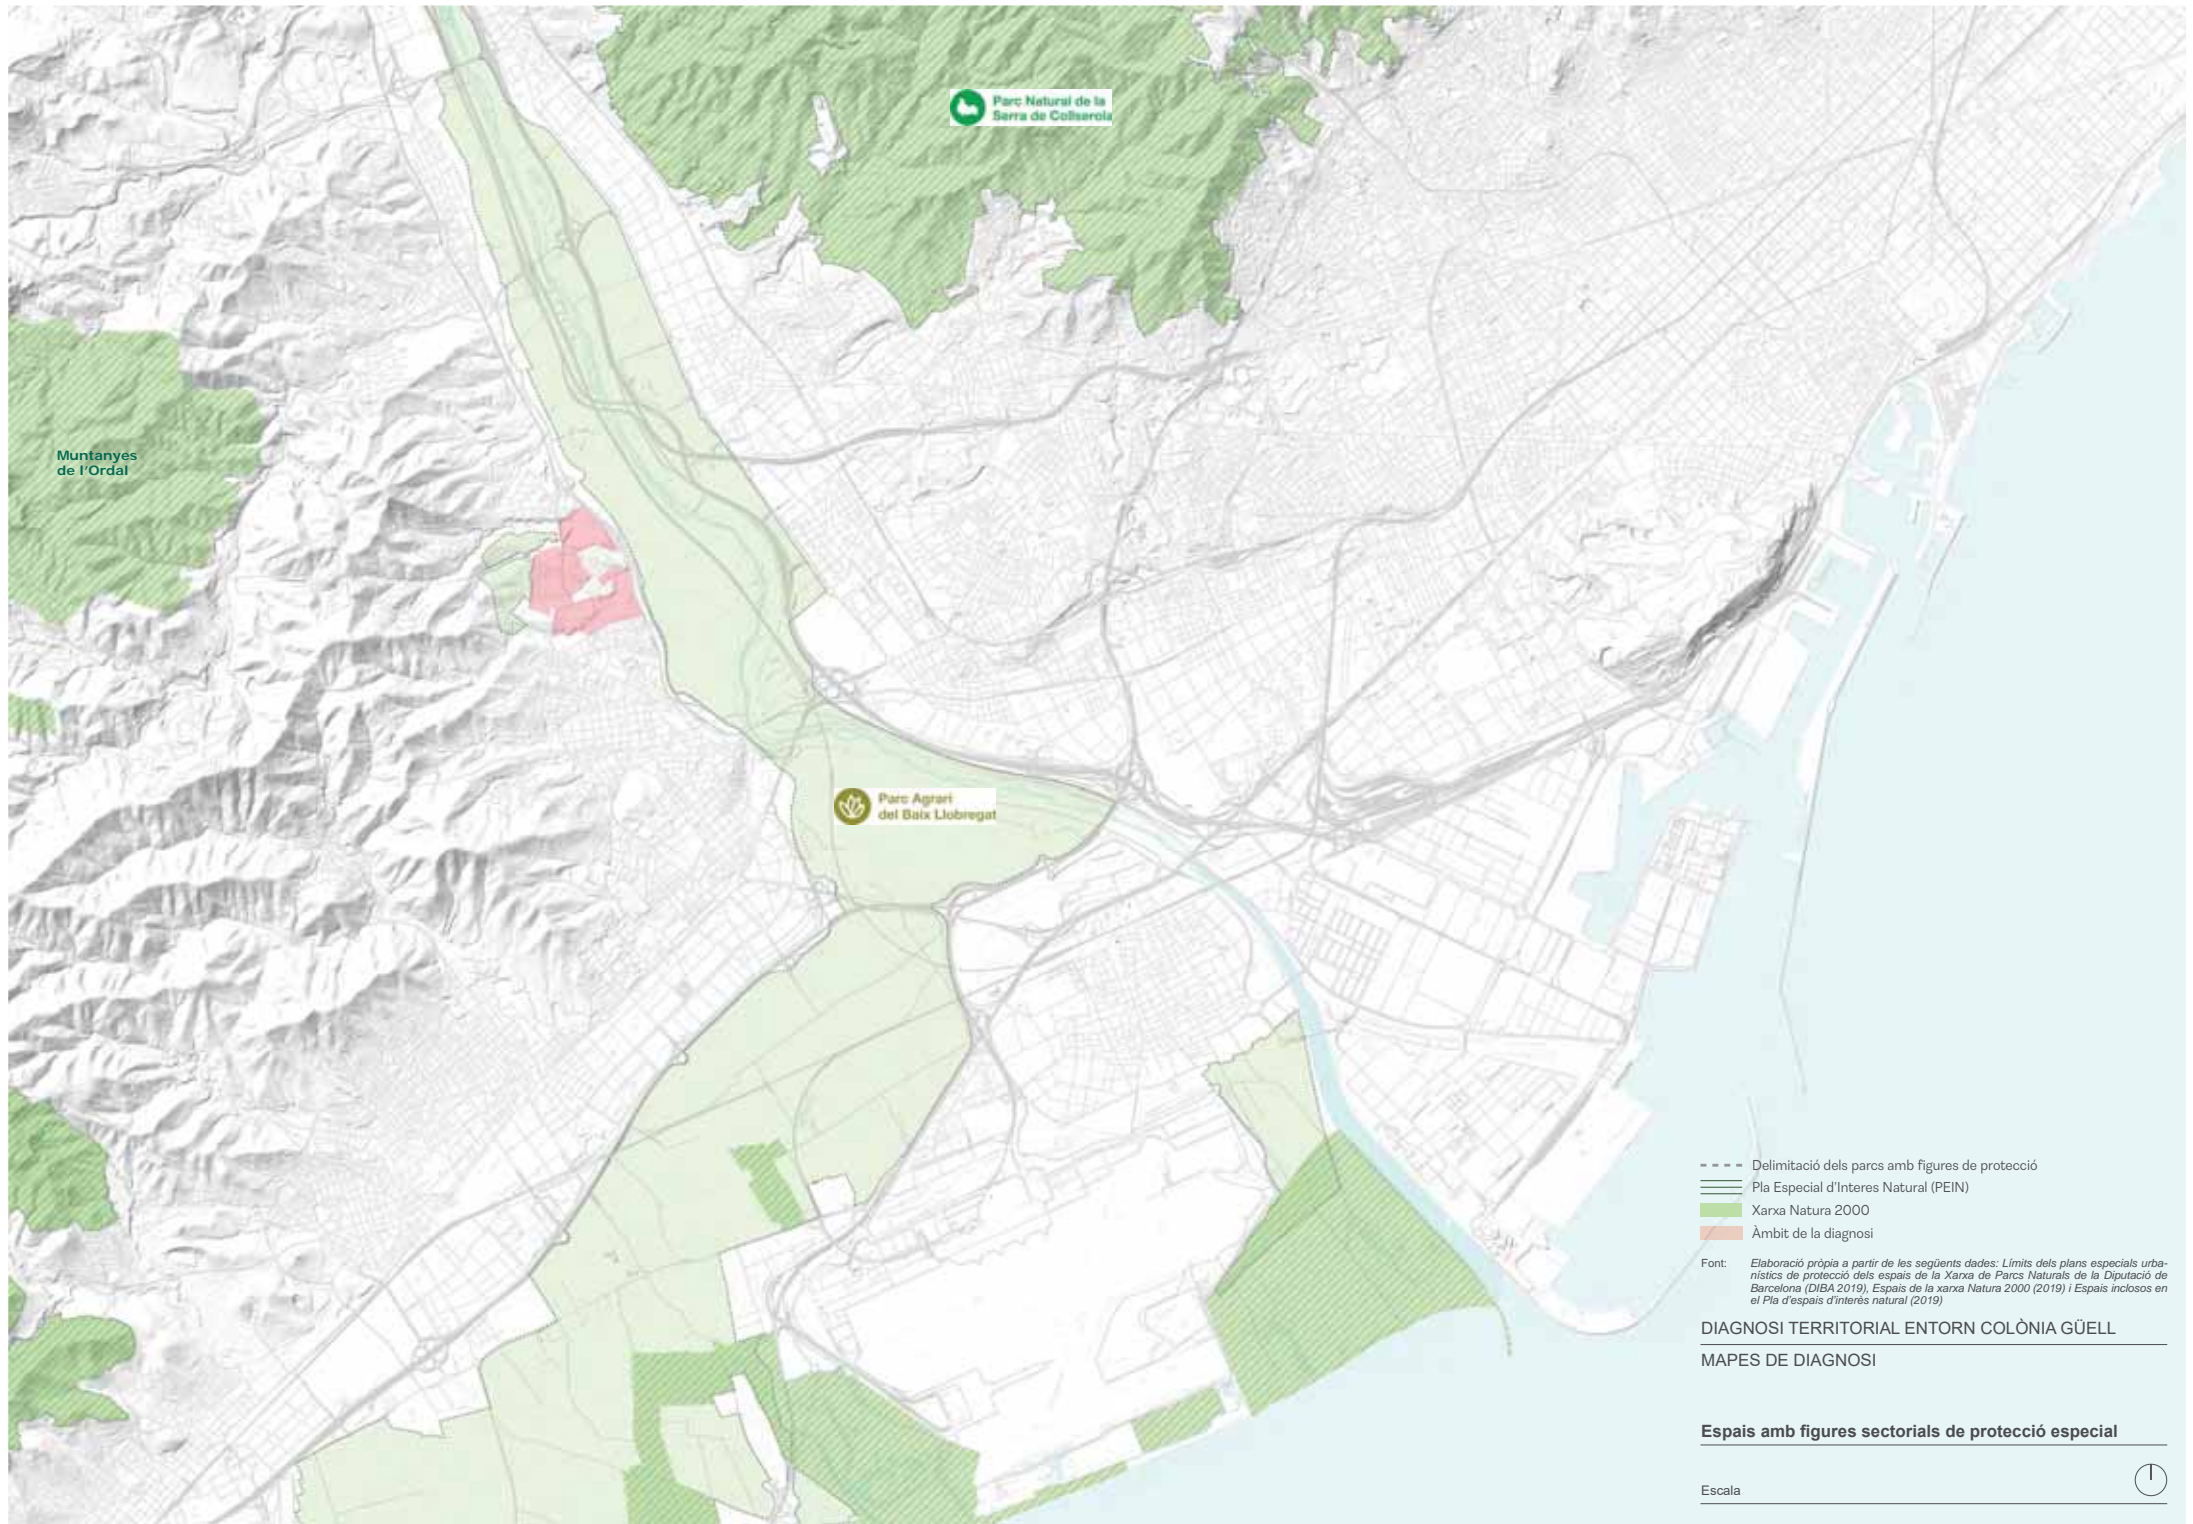 Parc Natural de la
Serra de Collserola
Muntanyes
de l'Ordal
Parc Agrari
del Baix Llobregat
Delimitació dels parcs amb figures de protecció
Pla Especial d'Interes Natural (PEIN)
Xarxa Natura 2000
Àmbit de la diagnosi
Font: Elaboració pròpia a partir de les següents dades: Límits dels plans especials urba-
nístics de protecció dels espais de la Xarxa de Parcs Naturals de la Diputació de
Barcelona (DIBA 2019), Espais de la xarxa Natura 2000 (2019) i Espais inclosos en
el Pla d'espais d'interès natural (2019)
DIAGNOSI TERRITORIAL ENTORN COLÒNIA GÜELL
MAPES DE DIAGNOSI
Espais amb figures sectorials de protecció especial
Escala